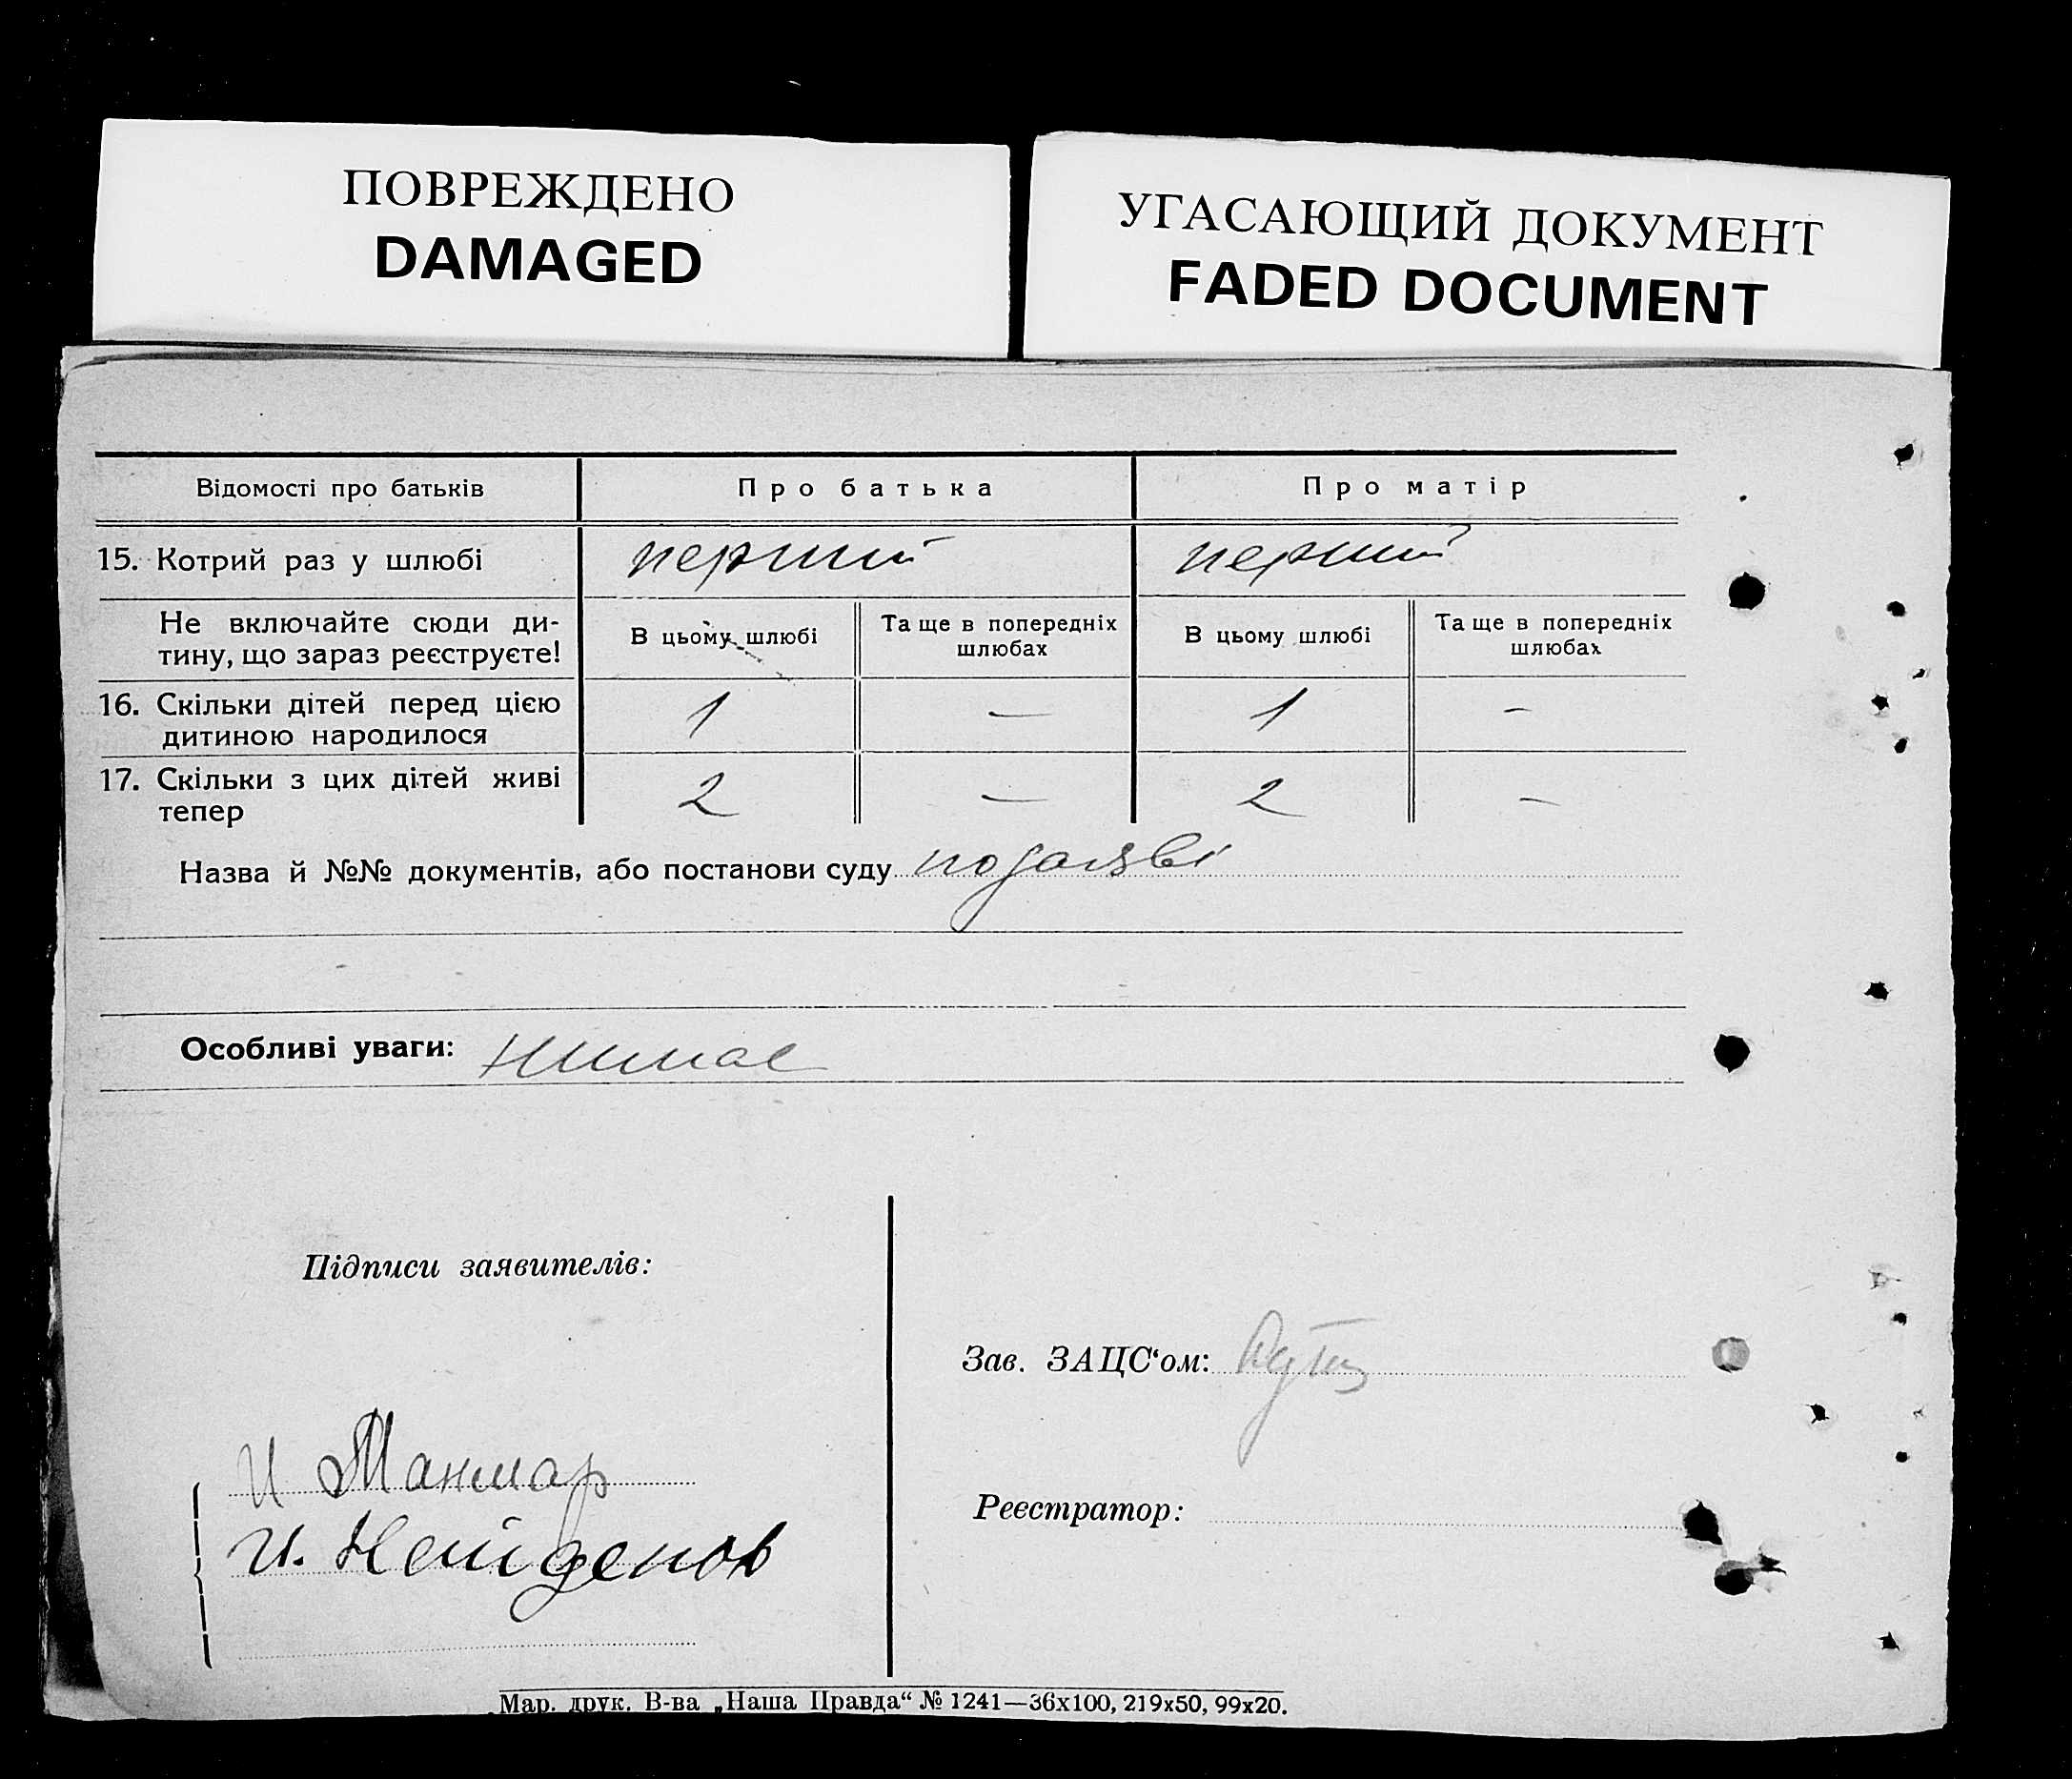 ПОВРЕЖДЕНО
DAMAGED
УГАСАЮЩИЙ ДОКУМЕНТ
FADED DOCUMENT
Відомості про батьків
Про батька
Про матір
15. Котрий раз у шлюбі
перший
перший
Не включайте сюди ди-
тину, що зараз реєструєте!
В цьому шлюбі
Та ще в попередніх
шлюбах
В цьому шлюбі
Та ще в попередніх
шлюбах
16. Скільки дітей перед цією
дитиною народилося
1
—
1
—
17. Скільки з цих дітей живі
тепер
2
—
2
—
Назва й №№ документів, або постанови суду
по заяві
Особливі уваги:
Підписи заявителів:
Зав. ЗАЦС‘ом:
И
И. Найденов
Реєстратор:
Мар. друк. В-ва „Наша Правда“ № 1241—36х100, 219х50, 99х20.